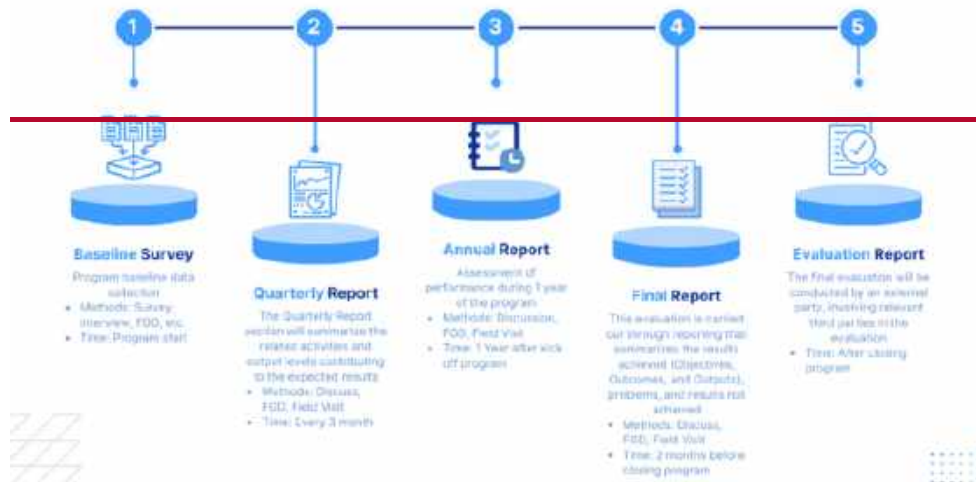 1
2
3
4
5
Baseline Survey
Program baseline data
collection
• Methods: Survey,
interview, FGD, etc.
• Time: Program start
Quarterly Report
The Quarterly Report
section will summarize the
related activities and
output levels contributing
to the expected results
• Methods: Discuss,
FGD, Field Visit
• Time: Every 3 month
Annual Report
Assessment of
performance during 1 year
of the program
• Methods: Discussion,
FGD, Field Visit
• Time: 1 Year after kick
off program
Final Report
This evaluation is carried
our through reporting that
summarizes the results
achieved (Objectives,
Outcomes, and Outputs),
problems, and results not
achieved
• Methods: Discuss,
FGD, Field Visit
• Time: 2 months before
closing program
Evaluation Report
The final evaluation will be
conducted by an external
party, involving relevant
third parties in the
evaluation
• Time: After closing
program